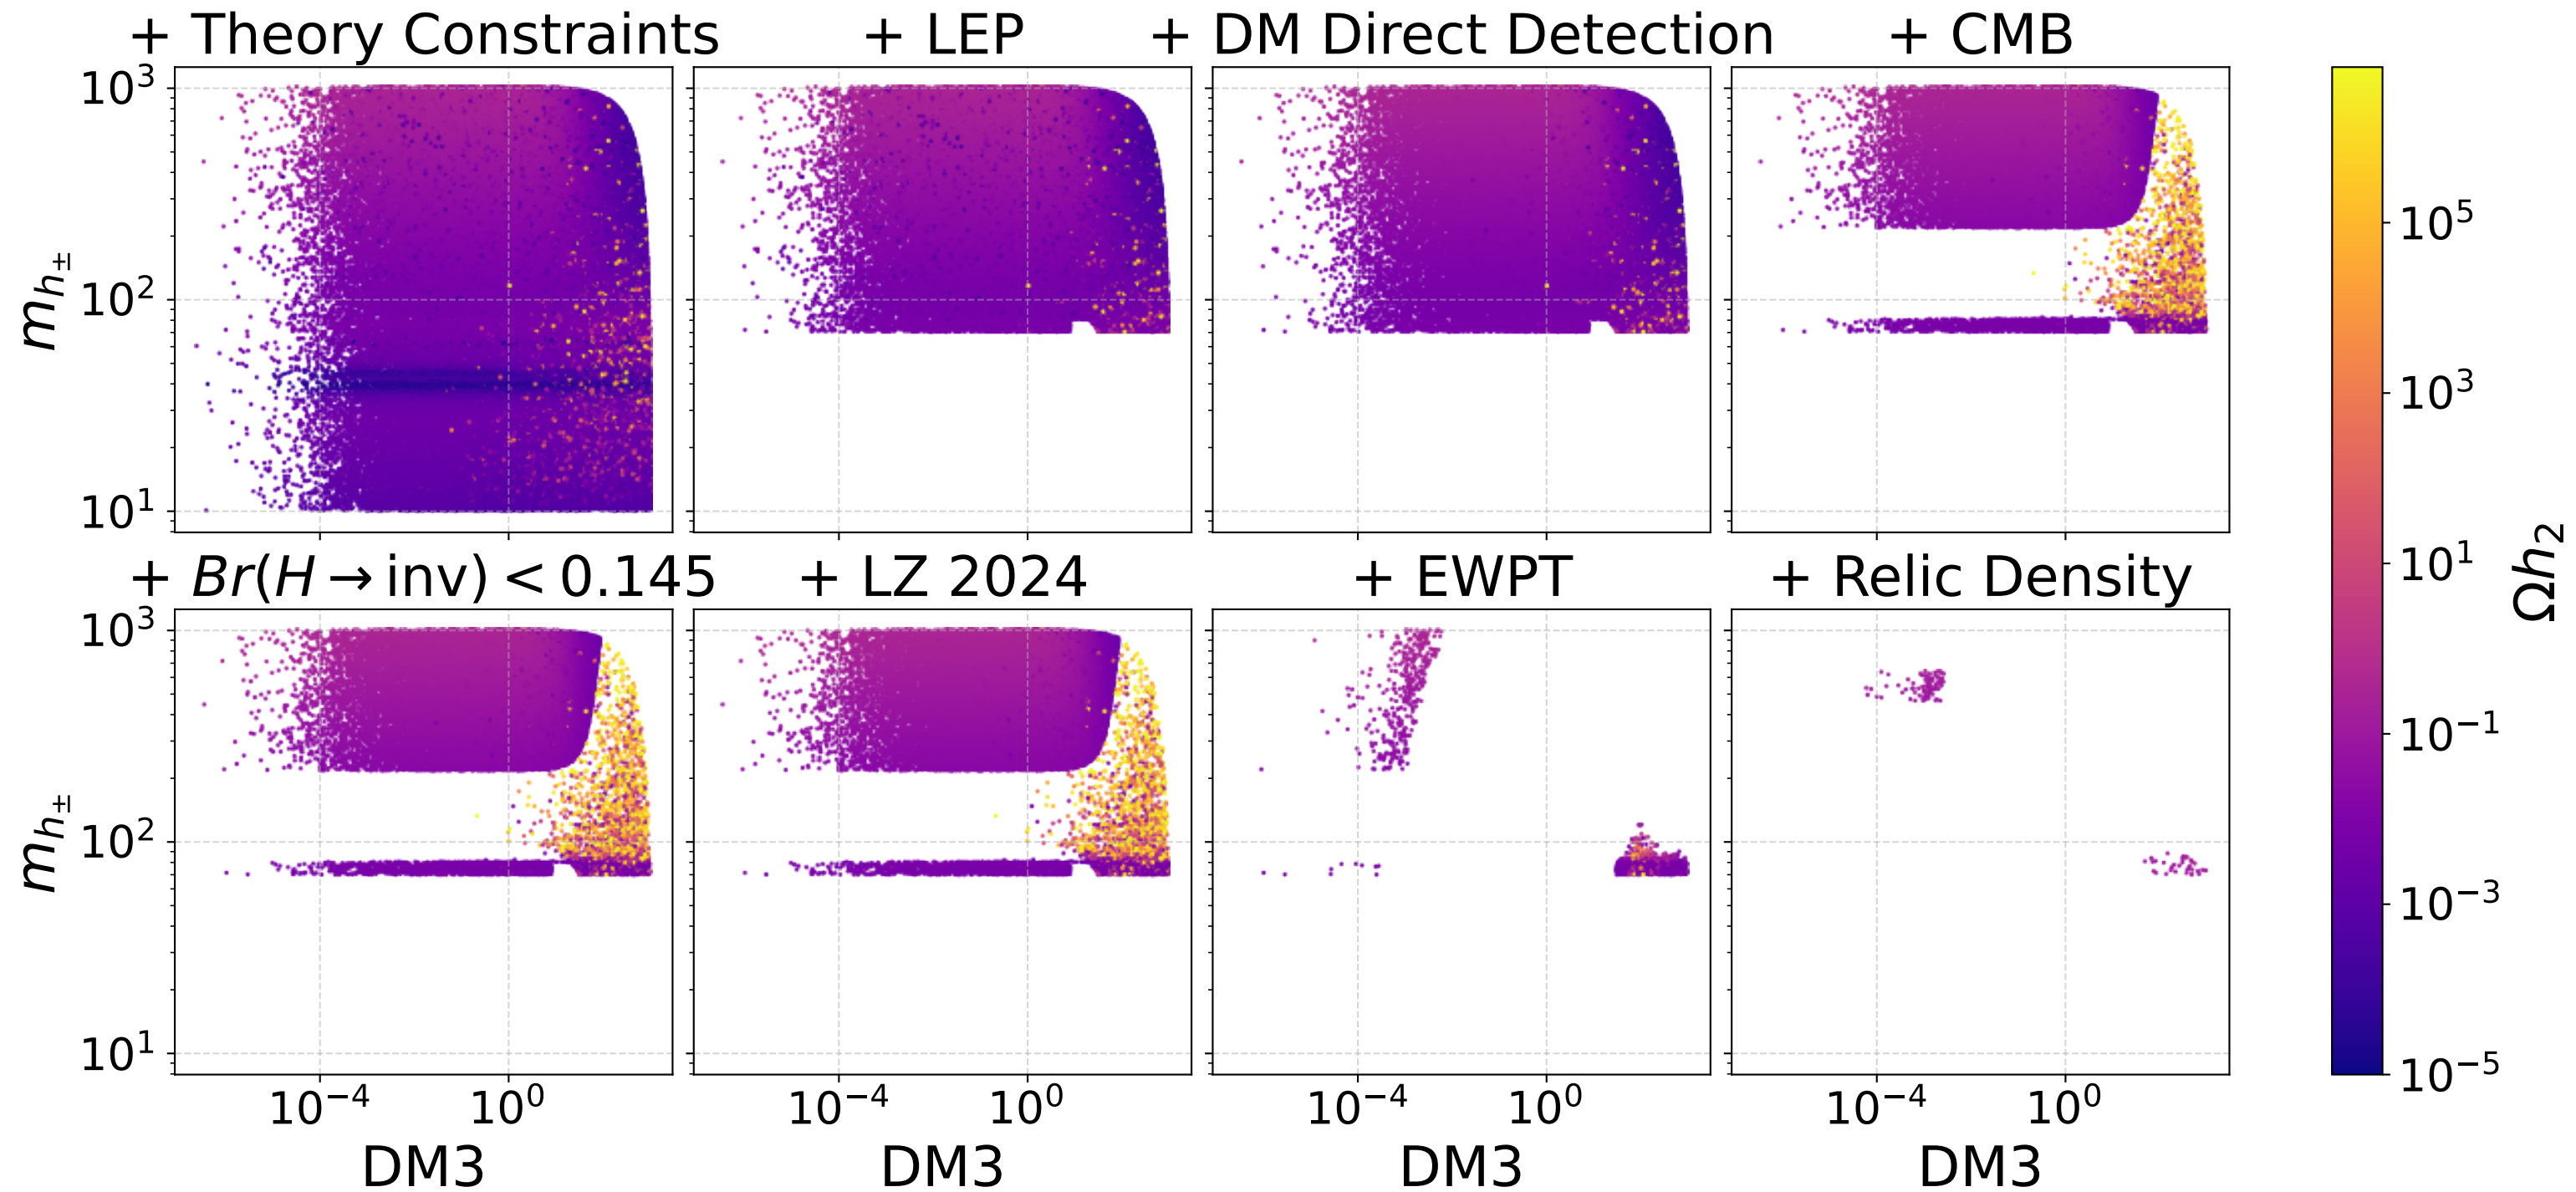 + Theory Constraints
+ LEP
+ DM Direct Detection
+ CMB
10³
10²
10¹
m_{h_±}
+ Br(H → inv) < 0.145
+ LZ 2024
+ EWPT
+ Relic Density
10³
10²
10¹
m_{h_±}
10⁻⁴ 10⁰
10⁻⁴ 10⁰
10⁻⁴ 10⁰
10⁻⁴ 10⁰
DM3
DM3
DM3
DM3
10⁵
10³
10¹
10⁻¹
10⁻³
10⁻⁵
Ωh₂